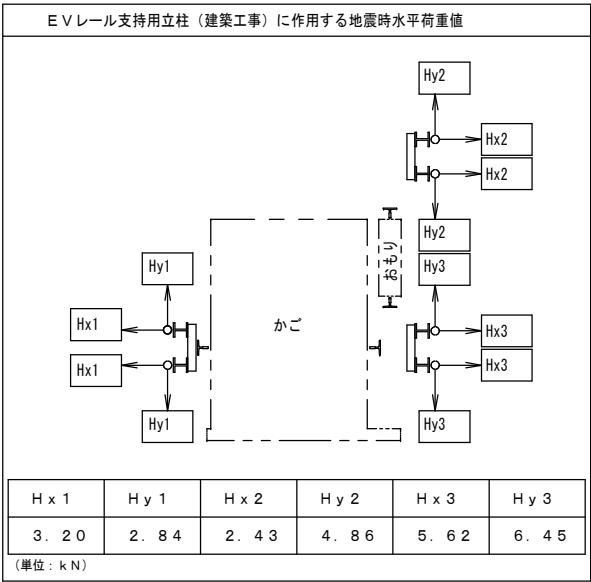 ＥＶレール支持用立柱（建築工事）に作用する地震時水平荷重値
Hy2
Hx2
Hx2
Hy2
Hy1
Hy3
おもり
かご
Hx1
Hx3
Hx1
Hx3
Hy1
Hy3
Ｈｘ１ Ｈｙ１ Ｈｘ２ Ｈｙ２ Ｈｘ３ Ｈｙ３
３．２０ ２．８４ ２．４３ ４．８６ ５．６２ ６．４５
（単位：ｋＮ）